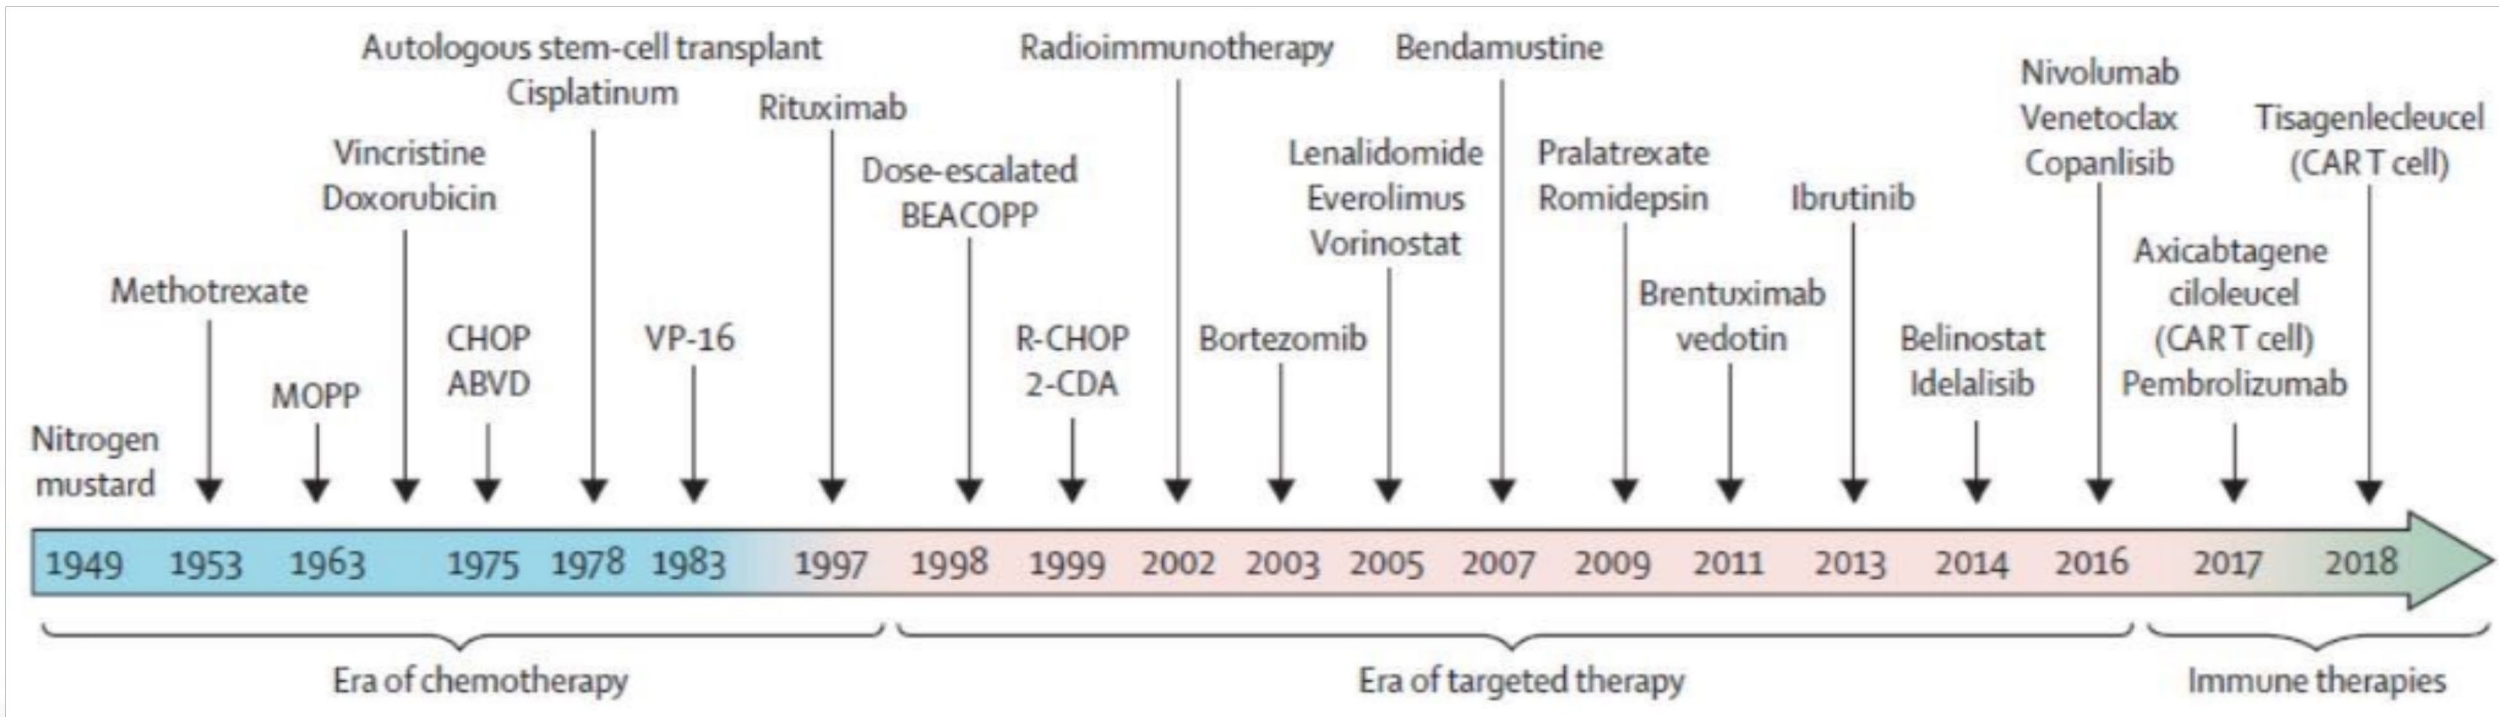 Autologous stem-cell transplant
Cisplatinum
Radioimmunotherapy
Bendamustine
Rituximab
Nivolumab
Venetoclax
Copanlisib
Tisagenlecleucel
(CAR T cell)
Vincristine
Doxorubicin
Dose-escalated
BEACOPP
Lenalidomide
Everolimus
Vorinostat
Pralatrexate
Romidepsin
Ibrutinib
Methotrexate
MOPP
CHOP
ABVD
VP-16
R-CHOP
2-CDA
Bortezomib
Brentuximab
vedotin
Belinostat
Idelalisib
Axicabtagene
ciloleucel
(CAR T cell)
Pembrolizumab
Nitrogen
mustard
1949 1953 1963 1975 1978 1983 1997 1998 1999 2002 2003 2005 2007 2009 2011 2013 2014 2016 2017 2018
Era of chemotherapy
Era of targeted therapy
Immune therapies